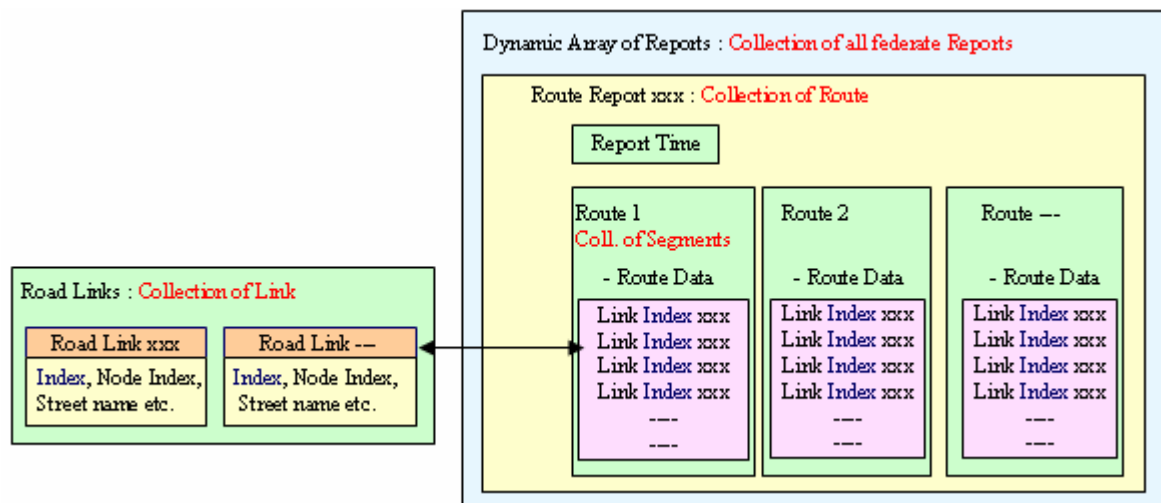 Dynamic Array of Reports : Collection of all federate Reports
Route Report xxx : Collection of Route
Report Time
Route 1
Coll. of Segments
- Route Data
Link Index xxx
Link Index xxx
Link Index xxx
Link Index xxx
----
----
Route 2
- Route Data
Link Index xxx
Link Index xxx
Link Index xxx
Link Index xxx
----
----
Route ---
- Route Data
Link Index xxx
Link Index xxx
Link Index xxx
Link Index xxx
----
----
Road Links : Collection of Link
Road Link xxx
Index, Node Index,
Street name etc.
Road Link ---
Index, Node Index,
Street name etc.